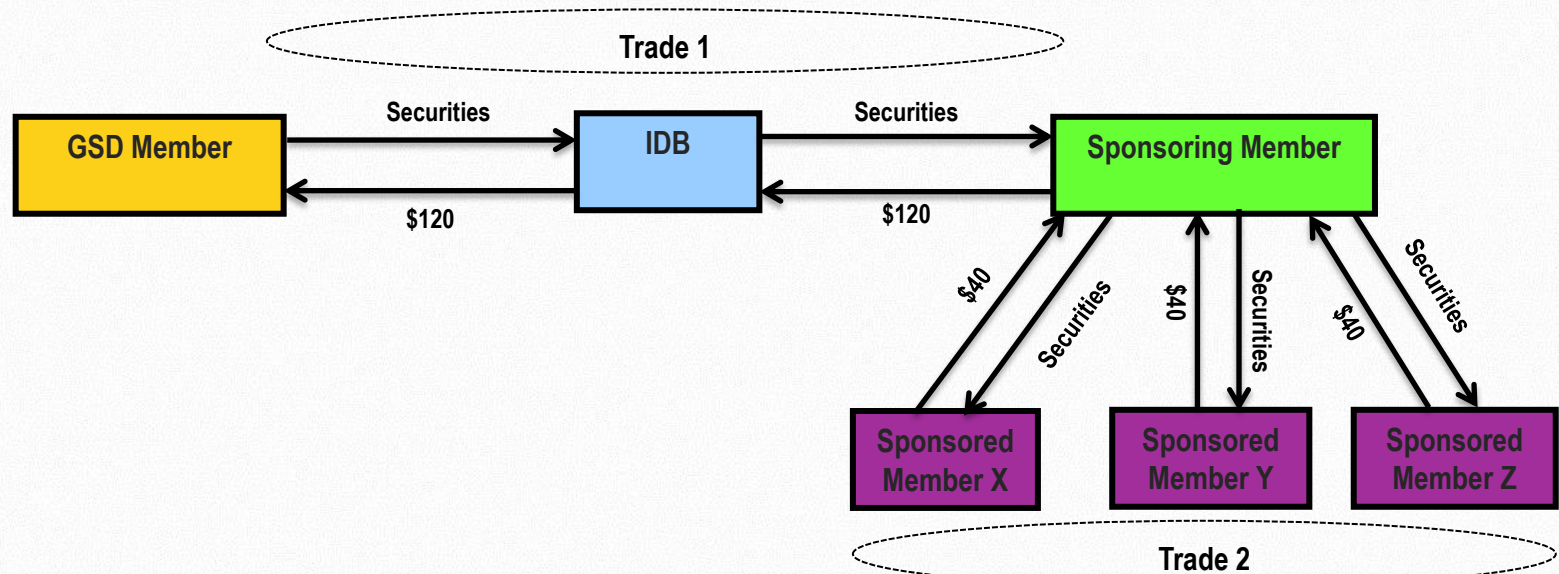 Trade 1
Securities
Securities
GSD Member
IDB
Sponsoring Member
$120
$120
$40
Securities
$40
Securities
$40
Securities
Sponsored
Member X
Sponsored
Member Y
Sponsored
Member Z
Trade 2